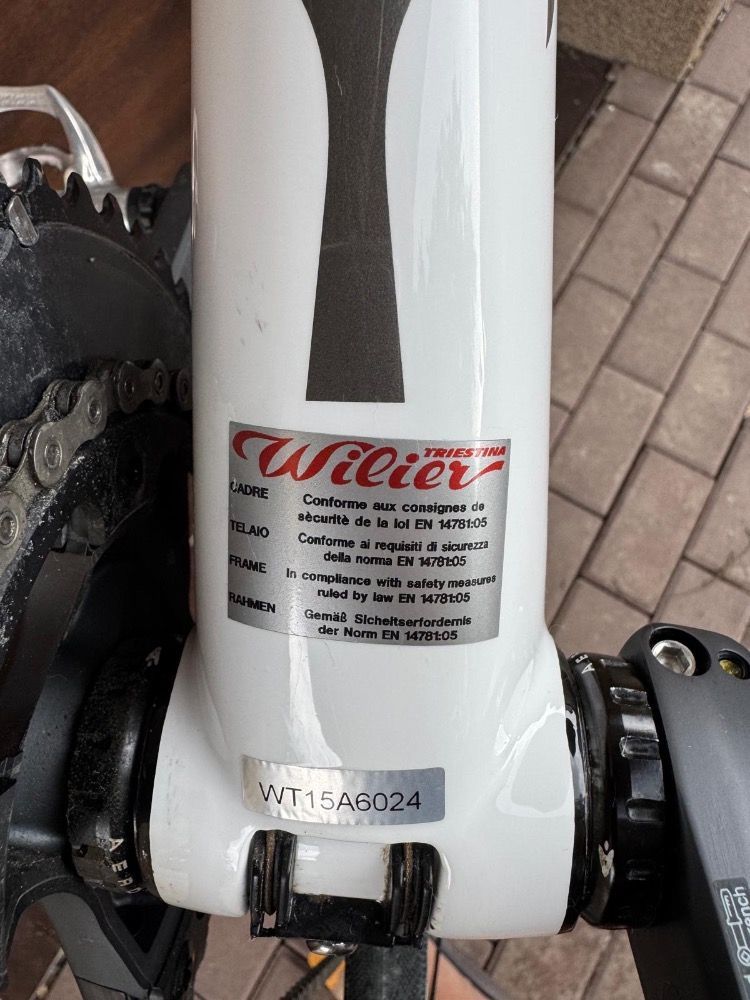 Wilier TRIESTINA
CADRE Conforme aux consignes de
sècuritè de la loi EN 14781:05
TELAIO Conforme ai requisiti di sicurezza
della norma EN 14781:05
FRAME In compliance with safety measures
ruled by law EN 14781:05
RAHMEN Gemäß Sicheitserfordernis
der Norm EN 14781:05
WT15A6024